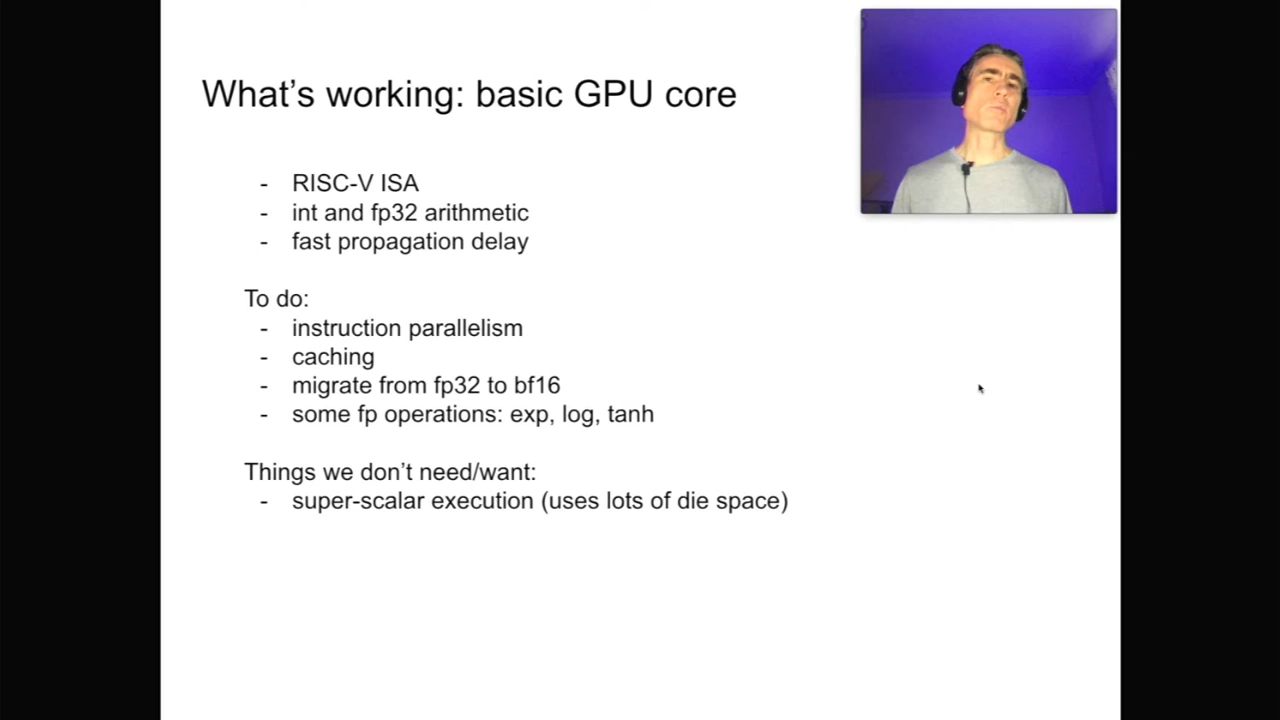 What's working: basic GPU core
- RISC-V ISA
- int and fp32 arithmetic
- fast propagation delay
To do:
- instruction parallelism
- caching
- migrate from fp32 to bf16
- some fp operations: exp, log, tanh
Things we don't need/want:
- super-scalar execution (uses lots of die space)